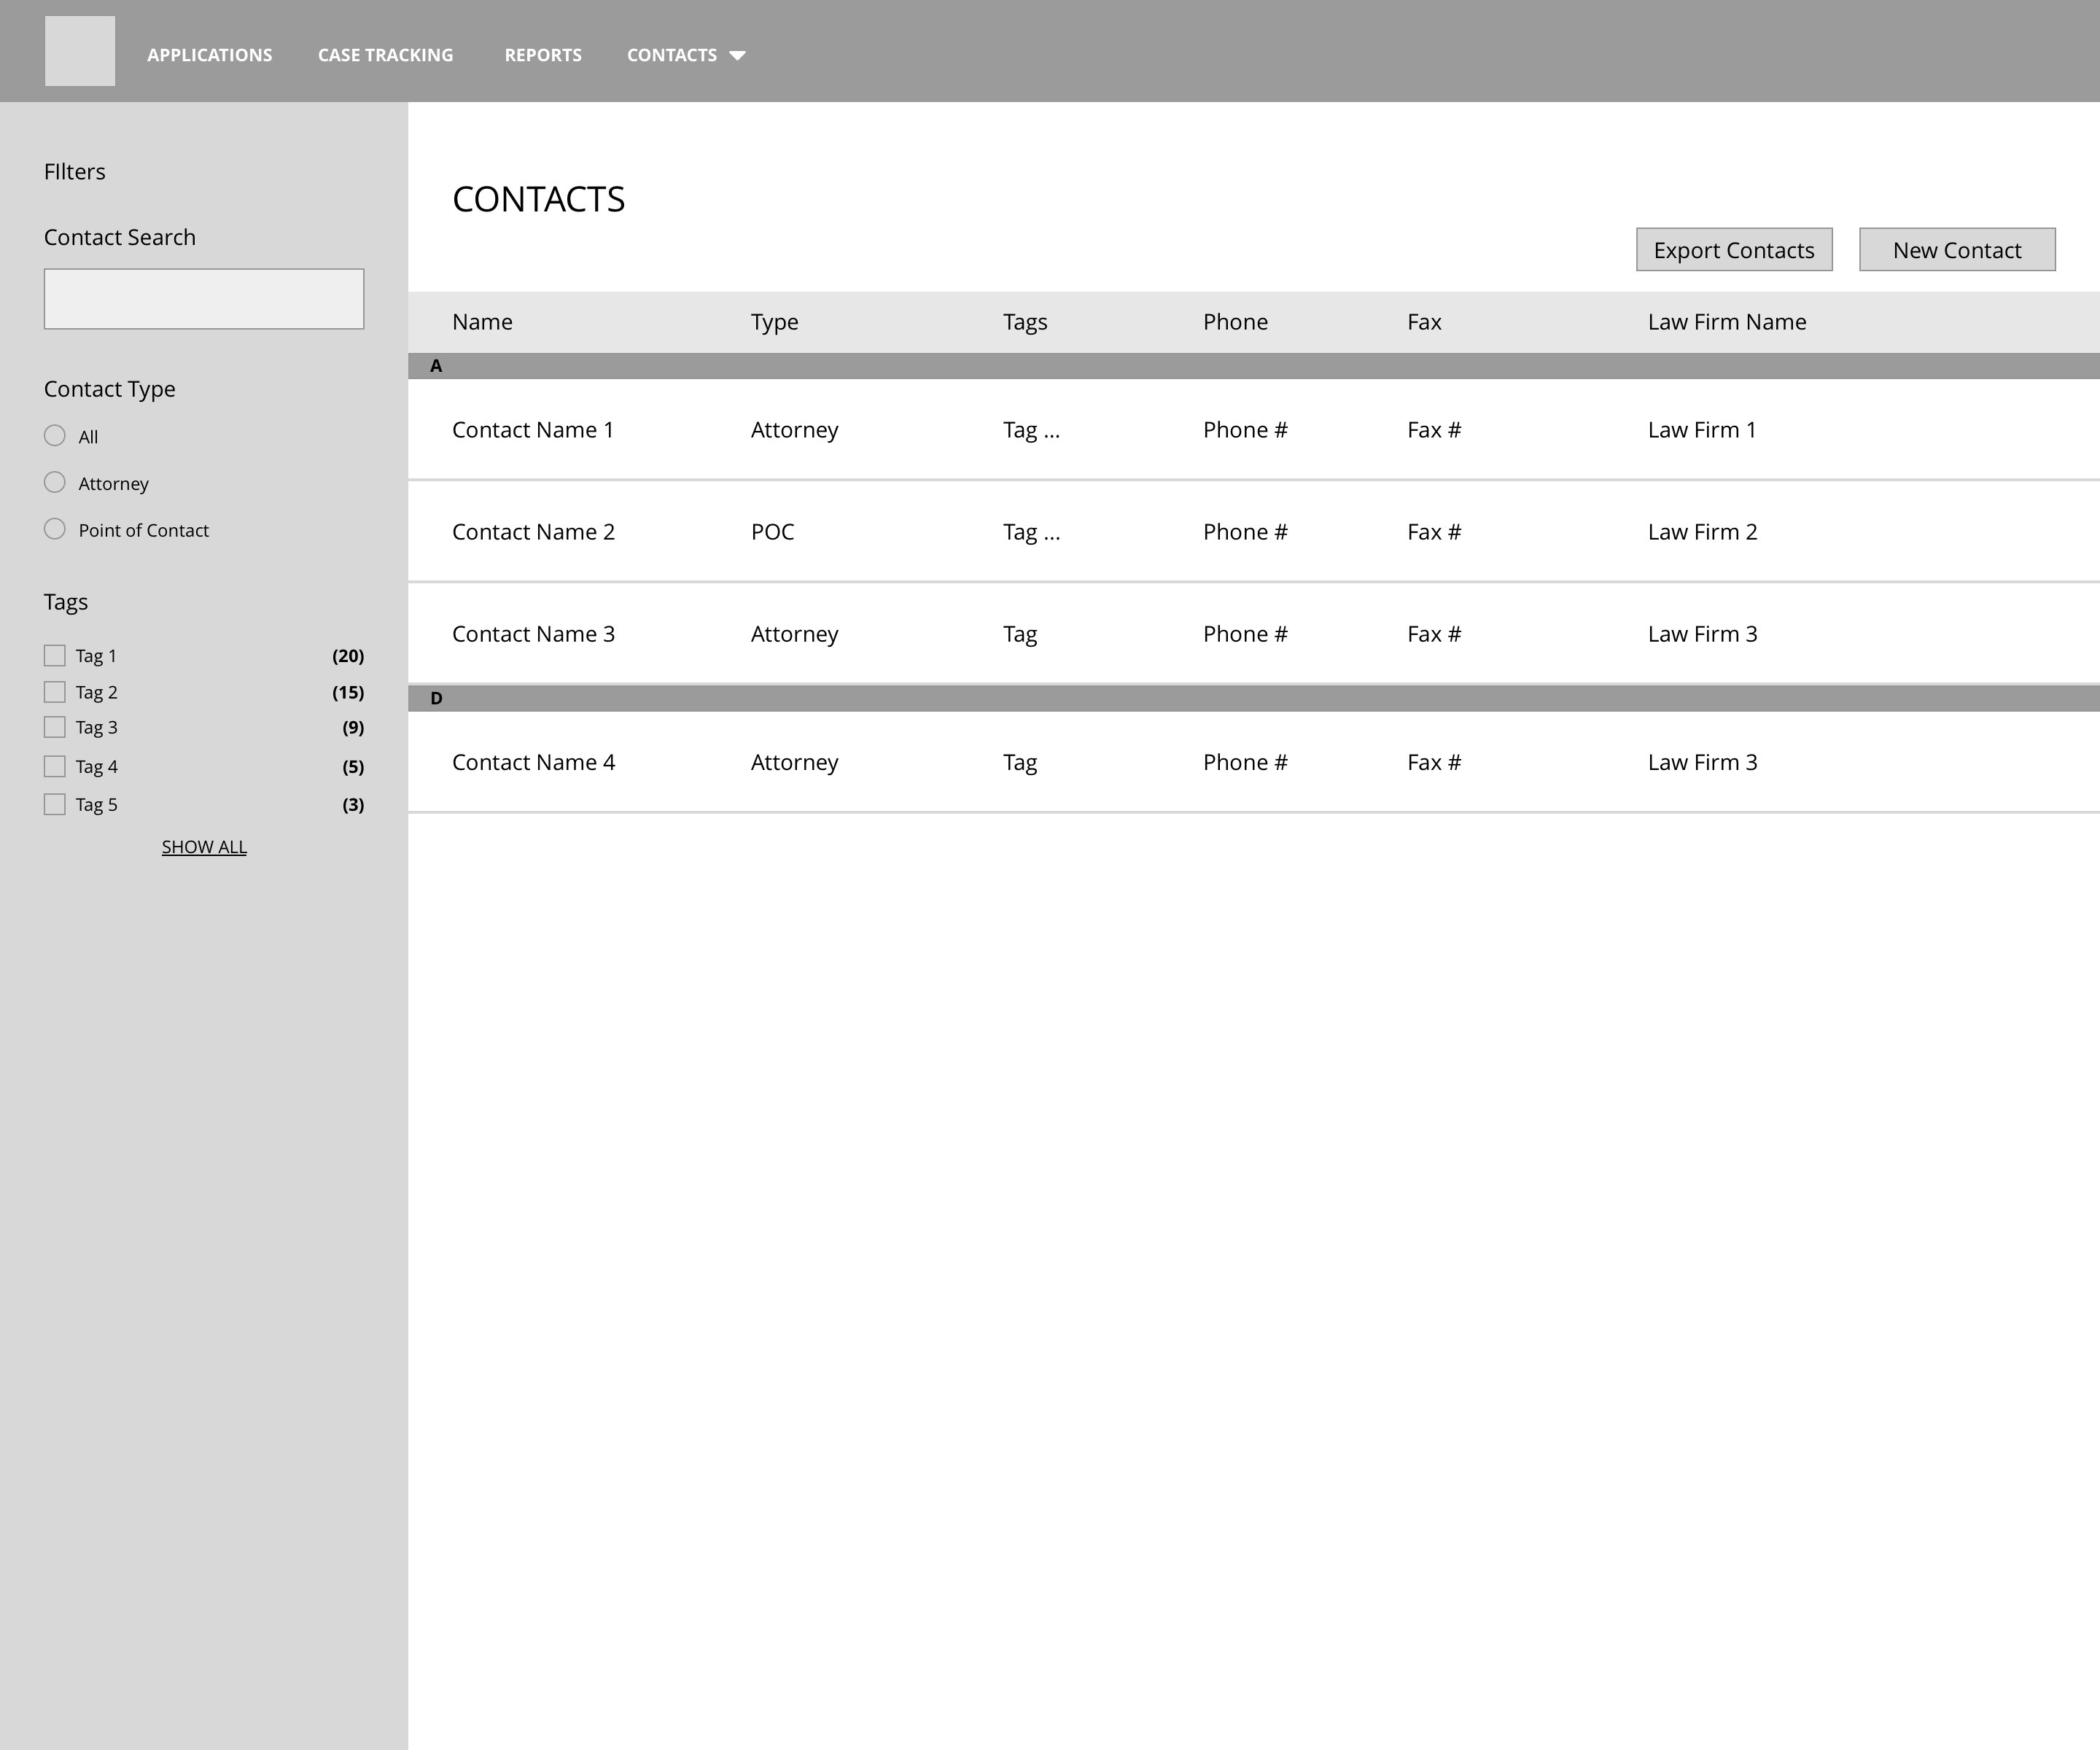 APPLICATIONS CASE TRACKING REPORTS CONTACTS
FIlters
Contact Search
Contact Type
All
Attorney
Point of Contact
Tags
Tag 1 (20)
Tag 2 (15)
Tag 3 (9)
Tag 4 (5)
Tag 5 (3)
SHOW ALL
CONTACTS
Export Contacts New Contact
Name Type Tags Phone Fax Law Firm Name
A
Contact Name 1 Attorney Tag ... Phone # Fax # Law Firm 1
Contact Name 2 POC Tag ... Phone # Fax # Law Firm 2
Contact Name 3 Attorney Tag Phone # Fax # Law Firm 3
D
Contact Name 4 Attorney Tag Phone # Fax # Law Firm 3